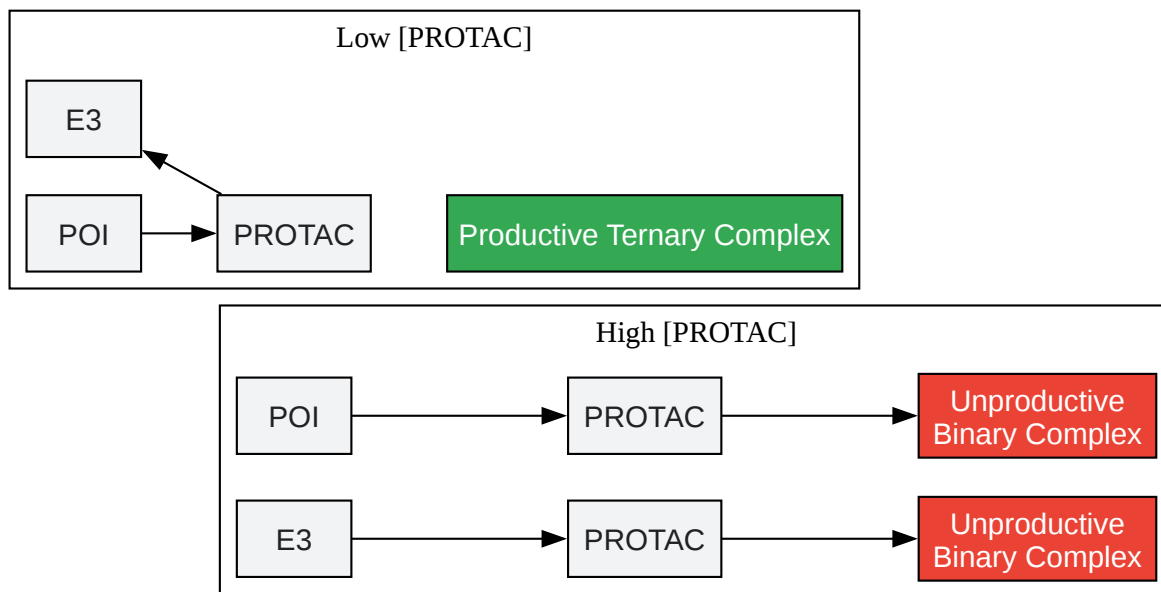 Low [PROTAC]
E3
POI
PROTAC
Productive Ternary Complex
High [PROTAC]
POI
PROTAC
Unproductive
Binary Complex
E3
PROTAC
Unproductive
Binary Complex